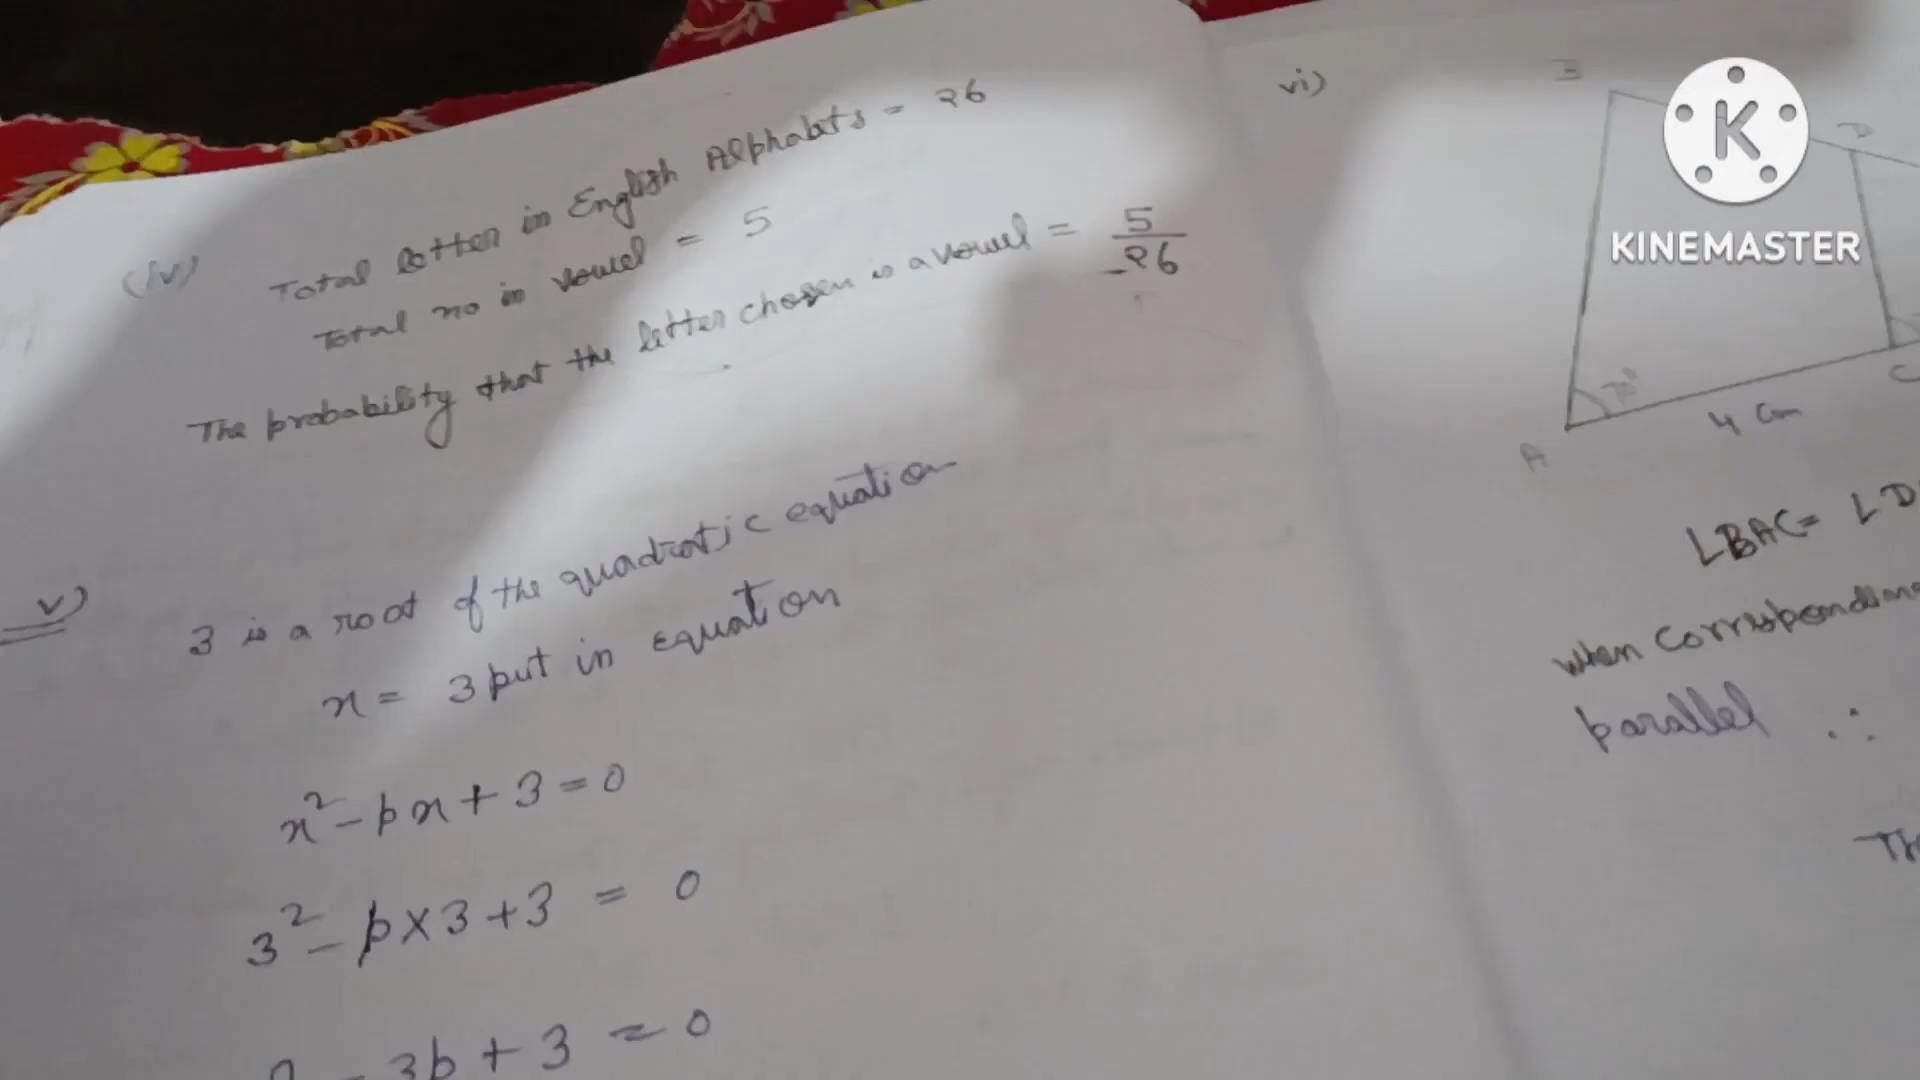 (iv)
Total letter in English Alphabets = 26
Total no in vowel = 5
The probability that the letter chosen is a vowel = 5/26
v)
3 is a root of the quadratic equation
x = 3 put in equation
x² - px + 3 = 0
3² - p×3 + 3 = 0
- 3p + 3 = 0
vi)
B
D
70°
C
4 Cm
A
∠BAC = ∠D
when corresponding
parallel ∴
KINEMASTER